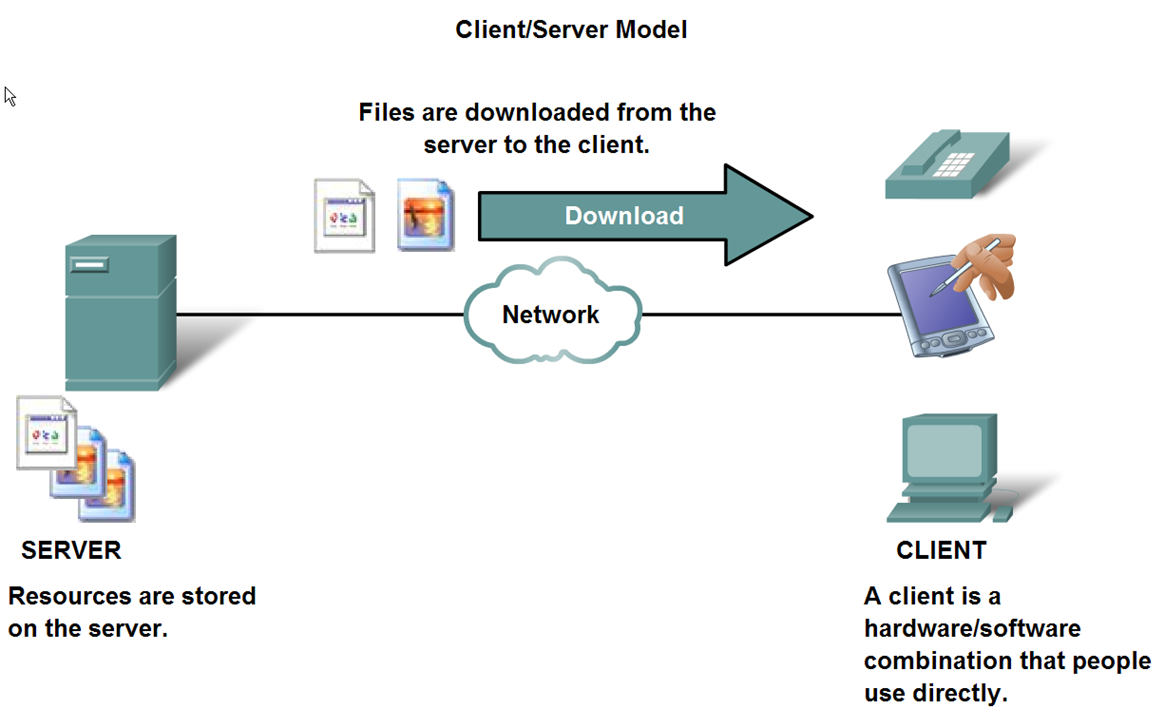 Client/Server Model
Files are downloaded from the
server to the client.
Download
Network
SERVER
Resources are stored
on the server.
CLIENT
A client is a
hardware/software
combination that people
use directly.